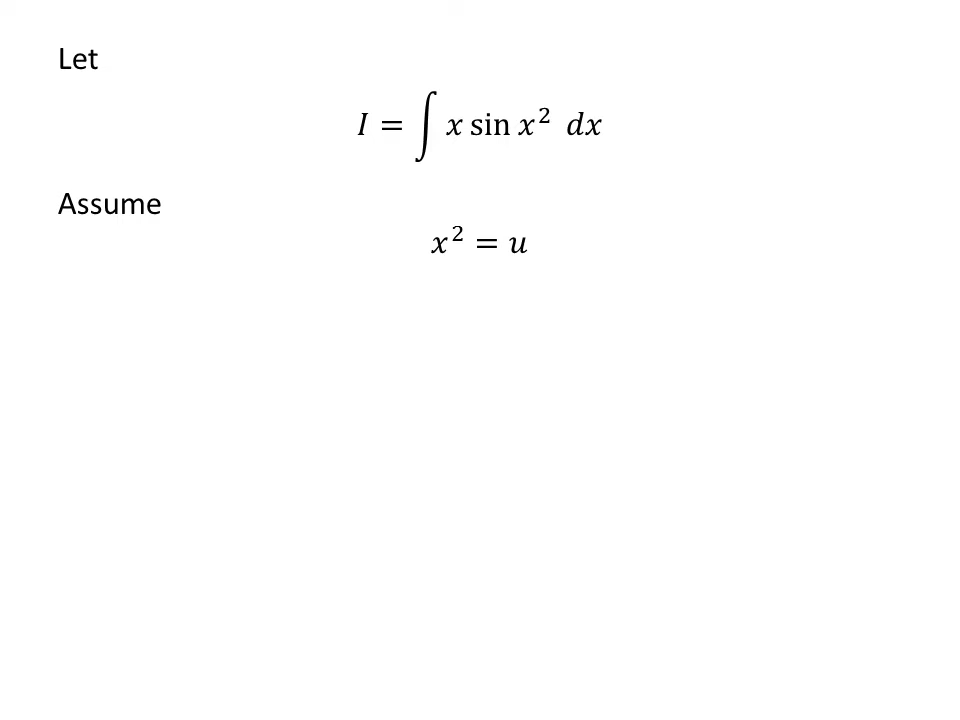 Let
𝐼 = ∫ 𝑥 sin 𝑥² 𝑑𝑥
Assume
𝑥² = 𝑢